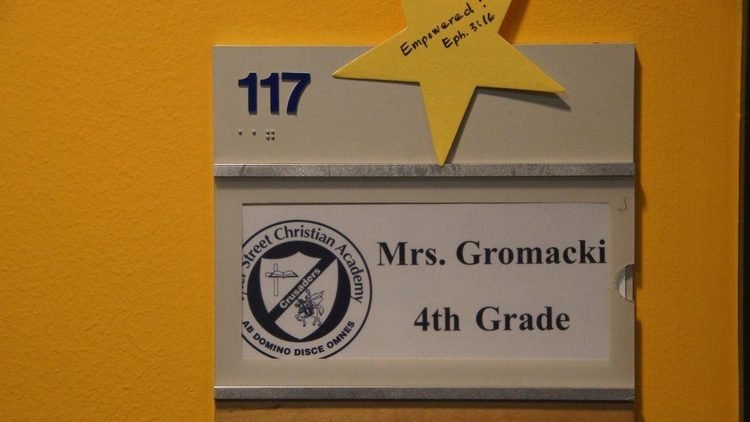 Empowered!
Eph. 3:16
117
Street Christian Academy
Crusaders
AB DOMINO DISCE OMNES
Mrs. Gromacki
4th Grade